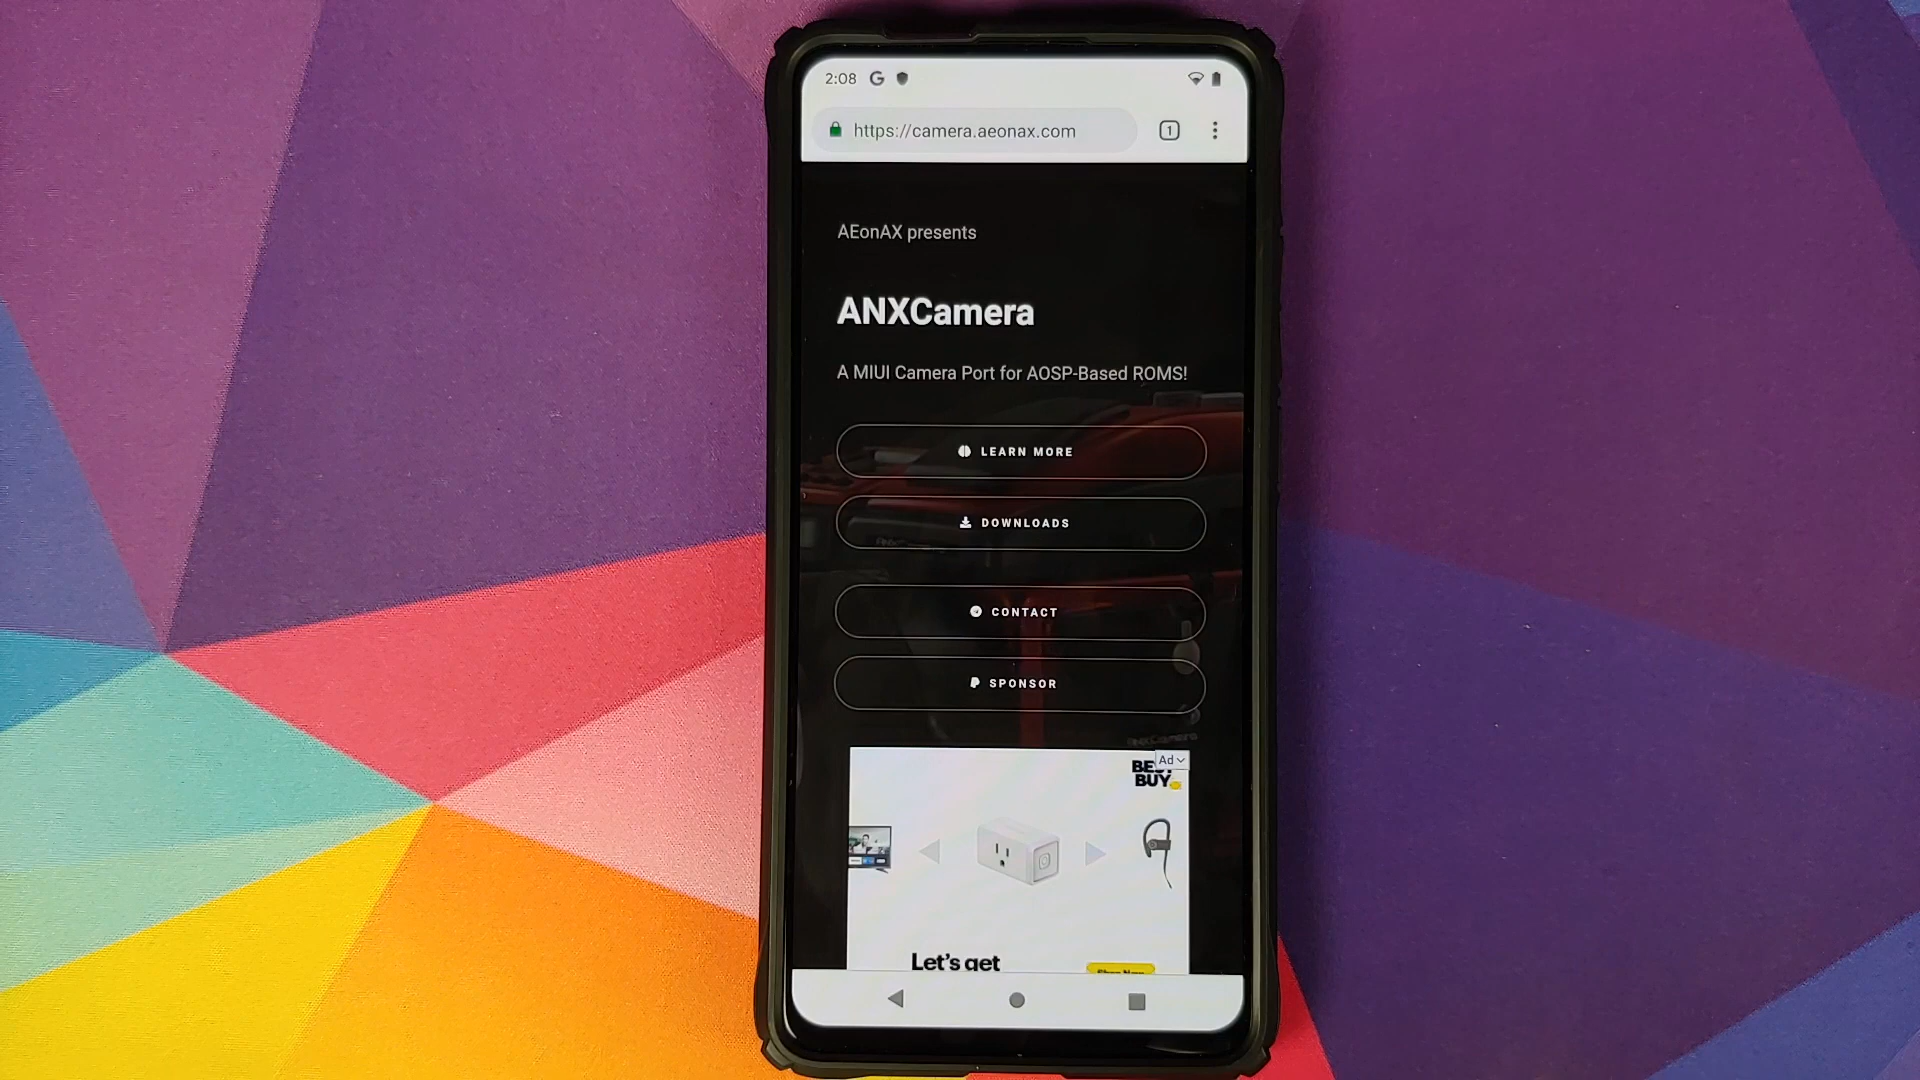 2:08
https://camera.aeonax.com
1
AEonAX presents
ANXCamera
A MIUI Camera Port for AOSP-Based ROMS!
LEARN MORE
DOWNLOADS
CONTACT
SPONSOR
Ad
BUY
Let's get